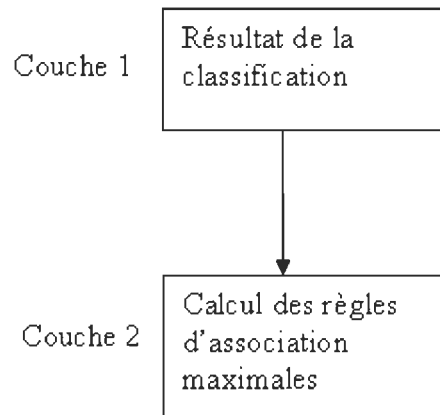 Couche 1
Résultat de la
classification
Couche 2
Calcul des règles
d'association
maximales